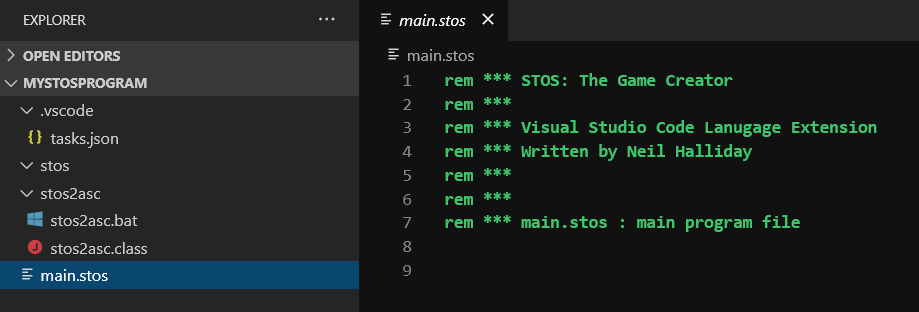 EXPLORER
OPEN EDITORS
MYSTOSPROGRAM
.vscode
{} tasks.json
stos
stos2asc
stos2asc.bat
J stos2asc.class
main.stos
main.stos
main.stos
1 rem *** STOS: The Game Creator
2 rem ***
3 rem *** Visual Studio Code Lanugage Extension
4 rem *** Written by Neil Halliday
5 rem ***
6 rem ***
7 rem *** main.stos : main program file
8
9